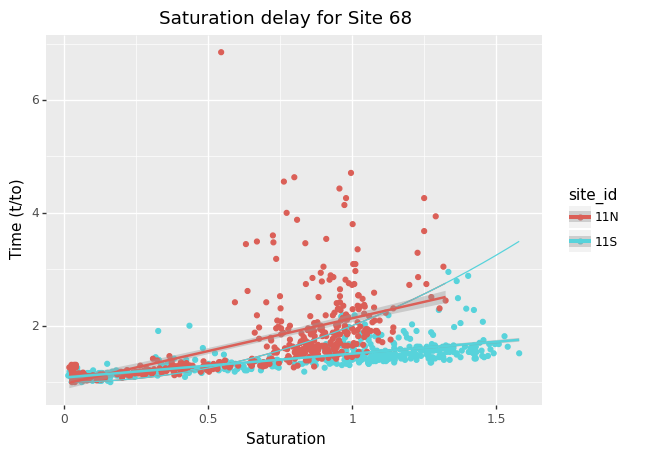 Saturation delay for Site 68
6
4
2
Time (t/to)
0
0.5
1
1.5
Saturation
site_id
11N
11S